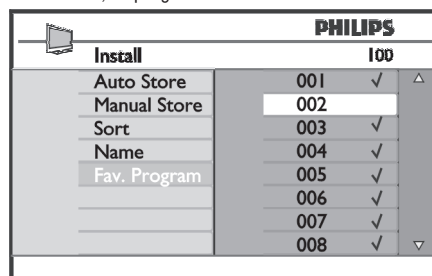 PHILIPS
Install 100
Auto Store 001 √
Manual Store 002
Sort 003 √
Name 004 √
Fav. Program 005 √
006 √
007 √
008 √